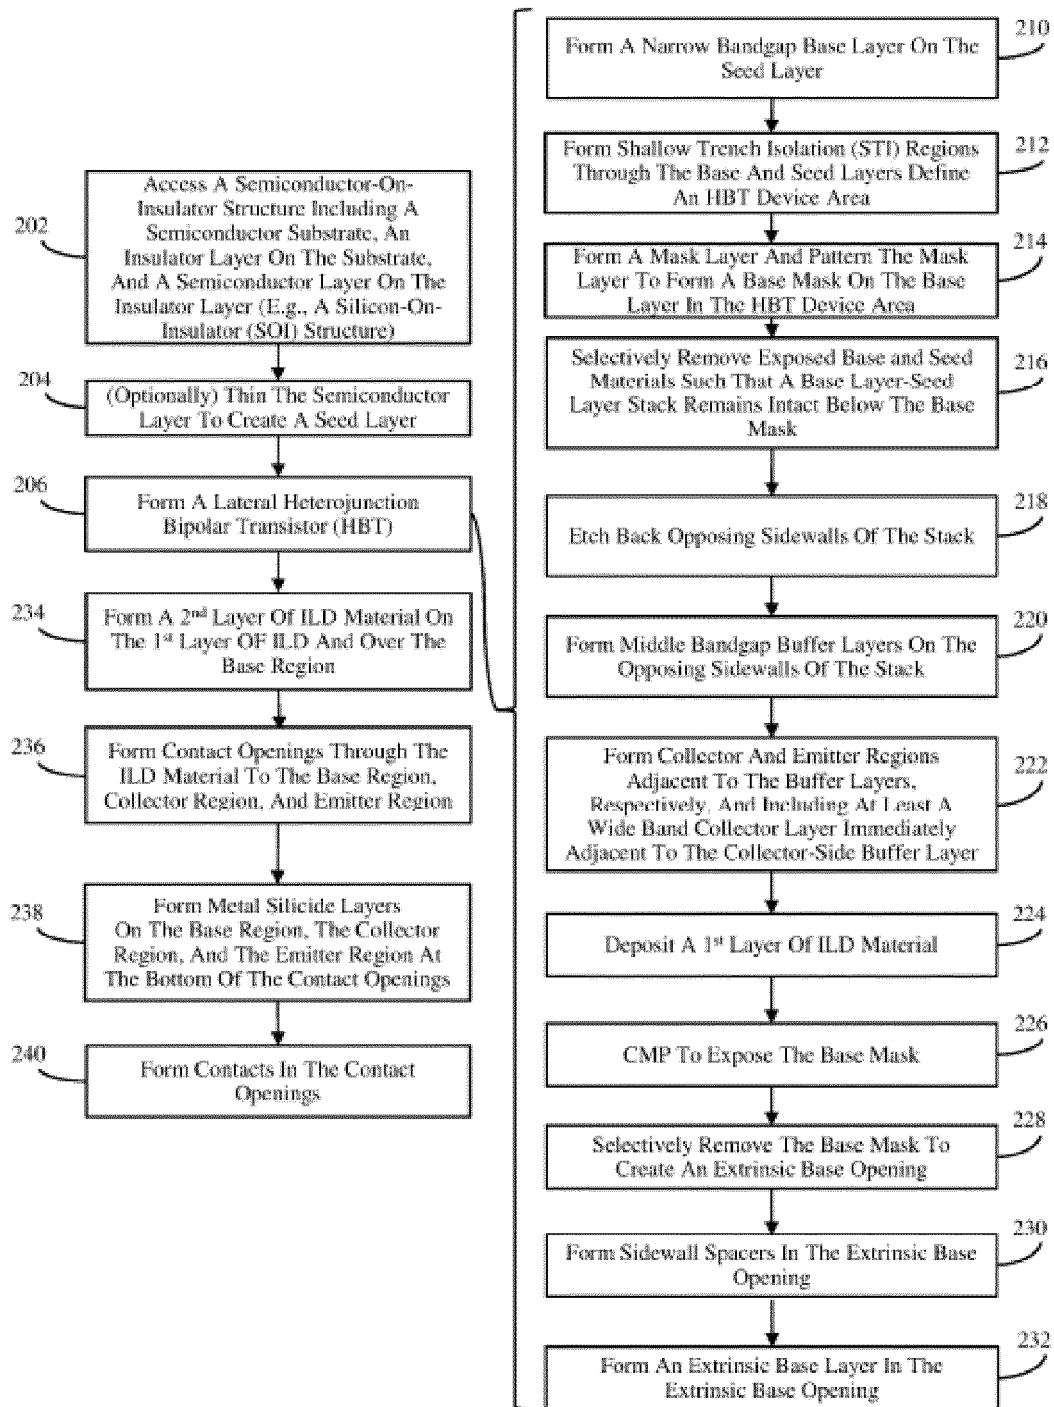 202
Access A Semiconductor-On-
Insulator Structure Including A
Semiconductor Substrate, An
Insulator Layer On The Substrate,
And A Semiconductor Layer On The
Insulator Layer (E.g., A Silicon-On-
Insulator (SOI) Structure)
204
(Optionally) Thin The Semiconductor
Layer To Create A Seed Layer
206
Form A Lateral Heterojunction
Bipolar Transistor (HBT)
234
Form A 2nd Layer Of ILD Material On
The 1st Layer OF ILD And Over The
Base Region
236
Form Contact Openings Through The
ILD Material To The Base Region,
Collector Region, And Emitter Region
238
Form Metal Silicide Layers
On The Base Region, The Collector
Region, And The Emitter Region At
The Bottom Of The Contact Openings
240
Form Contacts In The Contact
Openings
210
Form A Narrow Bandgap Base Layer On The
Seed Layer
212
Form Shallow Trench Isolation (STI) Regions
Through The Base And Seed Layers Define
An HBT Device Area
214
Form A Mask Layer And Pattern The Mask
Layer To Form A Base Mask On The Base
Layer In The HBT Device Area
216
Selectively Remove Exposed Base and Seed
Materials Such That A Base Layer-Seed
Layer Stack Remains Intact Below The Base
Mask
218
Etch Back Opposing Sidewalls Of The Stack
220
Form Middle Bandgap Buffer Layers On The
Opposing Sidewalls Of The Stack
222
Form Collector And Emitter Regions
Adjacent To The Buffer Layers,
Respectively, And Including At Least A
Wide Band Collector Layer Immediately
Adjacent To The Collector-Side Buffer Layer
224
Deposit A 1st Layer Of ILD Material
226
CMP To Expose The Base Mask
228
Selectively Remove The Base Mask To
Create An Extrinsic Base Opening
230
Form Sidewall Spacers In The Extrinsic Base
Opening
232
Form An Extrinsic Base Layer In The
Extrinsic Base Opening